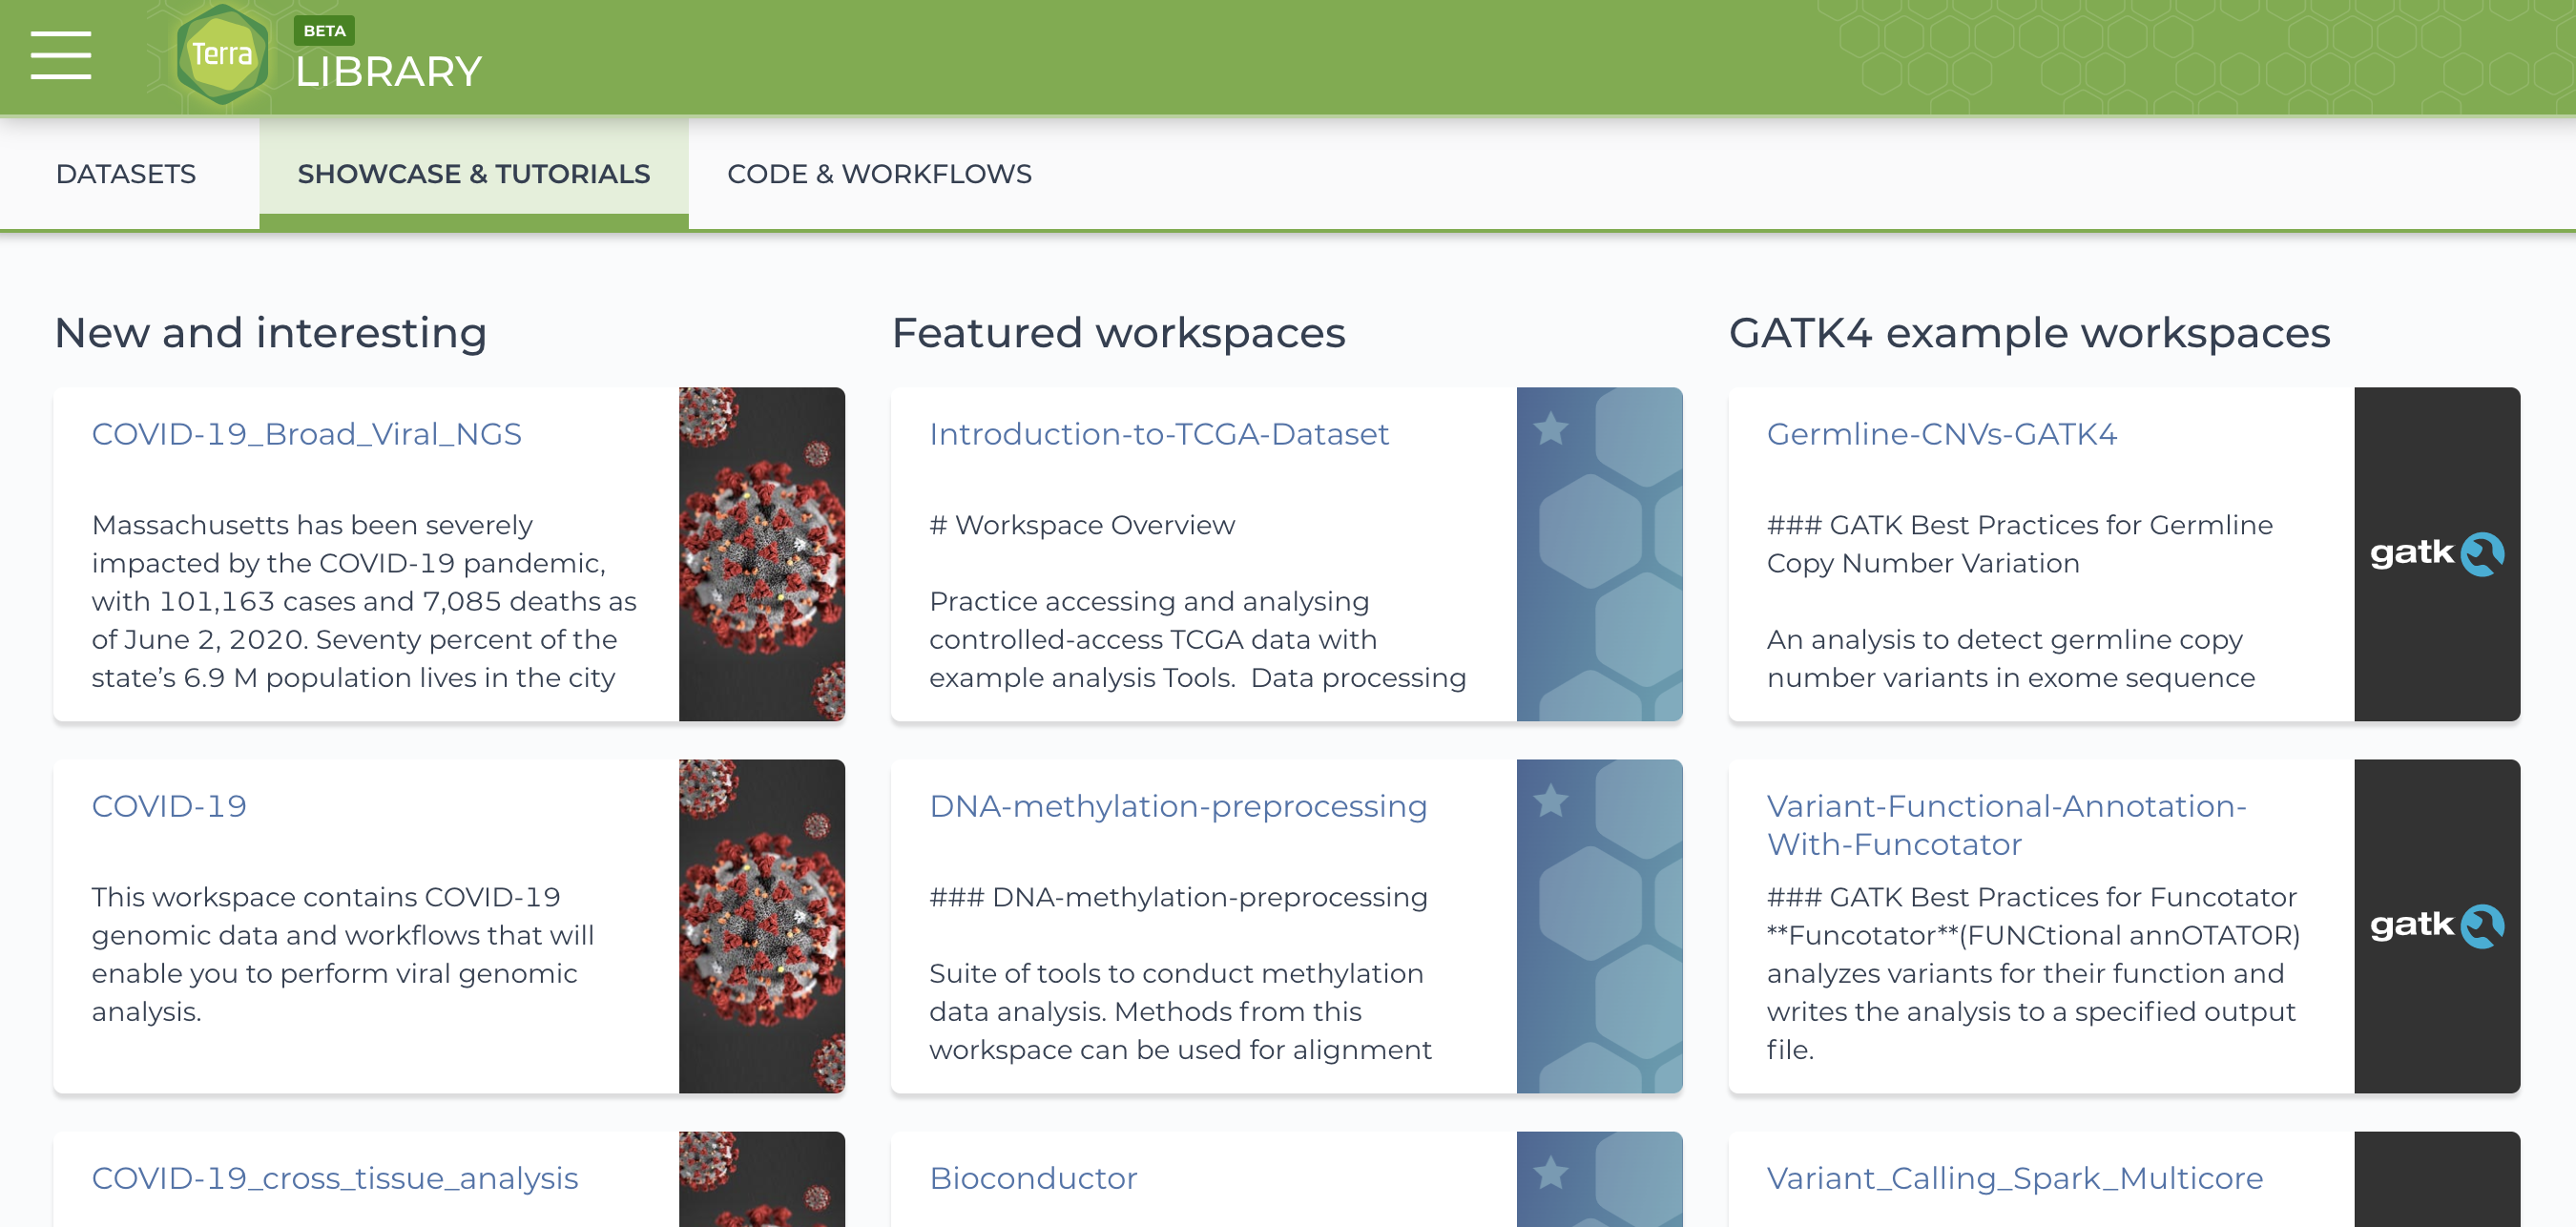 Terra
BETA
LIBRARY
DATASETS
SHOWCASE & TUTORIALS
CODE & WORKFLOWS
New and interesting
COVID-19_Broad_Viral_NGS
Massachusetts has been severely
impacted by the COVID-19 pandemic,
with 101,163 cases and 7,085 deaths as
of June 2, 2020. Seventy percent of the
state’s 6.9 M population lives in the city
COVID-19
This workspace contains COVID-19
genomic data and workflows that will
enable you to perform viral genomic
analysis.
COVID-19_cross_tissue_analysis
Featured workspaces
Introduction-to-TCGA-Dataset
# Workspace Overview
Practice accessing and analysing
controlled-access TCGA data with
example analysis Tools.  Data processing
DNA-methylation-preprocessing
### DNA-methylation-preprocessing
Suite of tools to conduct methylation
data analysis. Methods from this
workspace can be used for alignment
Bioconductor
GATK4 example workspaces
Germline-CNVs-GATK4
### GATK Best Practices for Germline
Copy Number Variation
An analysis to detect germline copy
number variants in exome sequence
gatk
Variant-Functional-Annotation-
With-Funcotator
### GATK Best Practices for Funcotator
**Funcotator**(FUNCtional annOTATOR)
analyzes variants for their function and
writes the analysis to a specified output
file.
gatk
Variant_Calling_Spark_Multicore